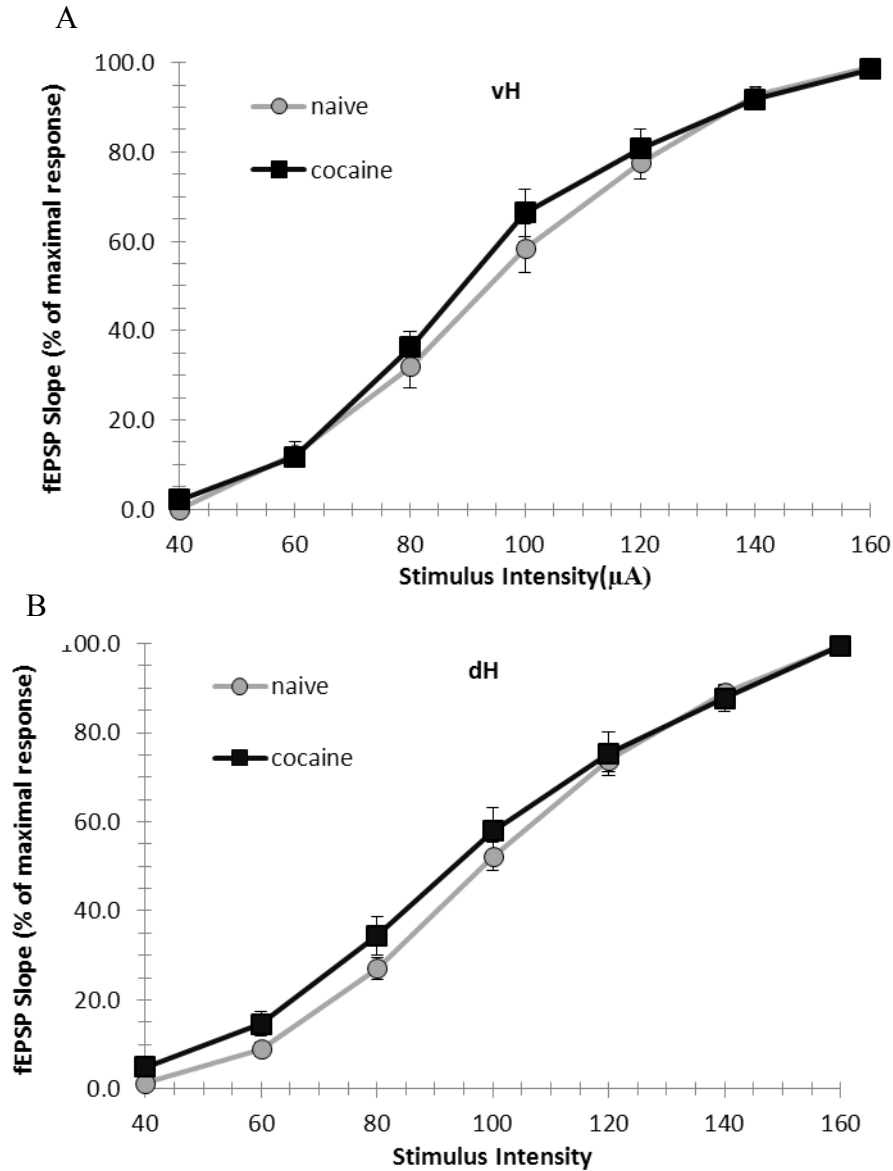 A
fEPSP Slope (% of maximal response)
100.0
80.0
60.0
40.0
20.0
0.0
vH
naive
cocaine
40 60 80 100 120 140 160
Stimulus Intensity(µA)
B
fEPSP Slope (% of maximal response)
00.0
80.0
60.0
40.0
20.0
0.0
dH
naive
cocaine
40 60 80 100 120 140 160
Stimulus Intensity